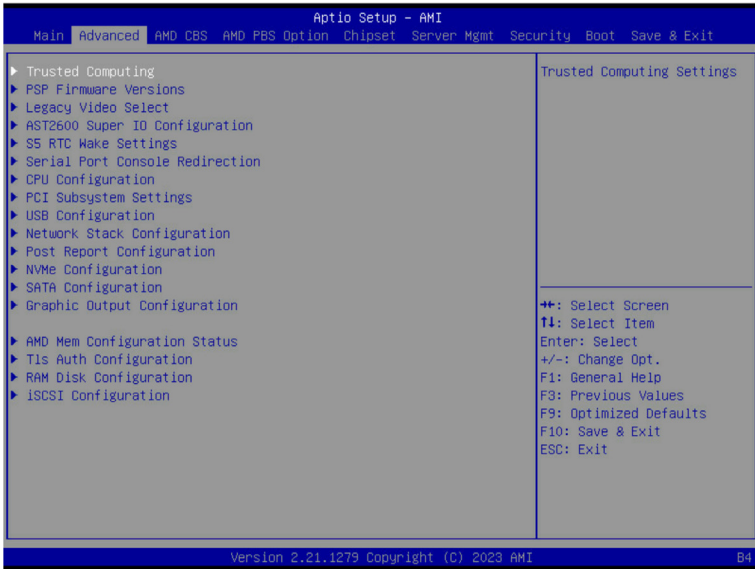 Aptio Setup – AMI
Main Advanced AMD CBS AMD PBS Option Chipset Server Mgmt Security Boot Save & Exit
Trusted Computing
PSP Firmware Versions
Legacy Video Select
AST2600 Super IO Configuration
S5 RTC Wake Settings
Serial Port Console Redirection
CPU Configuration
PCI Subsystem Settings
USB Configuration
Network Stack Configuration
Post Report Configuration
NVMe Configuration
SATA Configuration
Graphic Output Configuration
AMD Mem Configuration Status
Tls Auth Configuration
RAM Disk Configuration
iSCSI Configuration
Trusted Computing Settings
→←: Select Screen
↑↓: Select Item
Enter: Select
+/-: Change Opt.
F1: General Help
F3: Previous Values
F9: Optimized Defaults
F10: Save & Exit
ESC: Exit
Version 2.21.1279 Copyright (C) 2023 AMI
B4